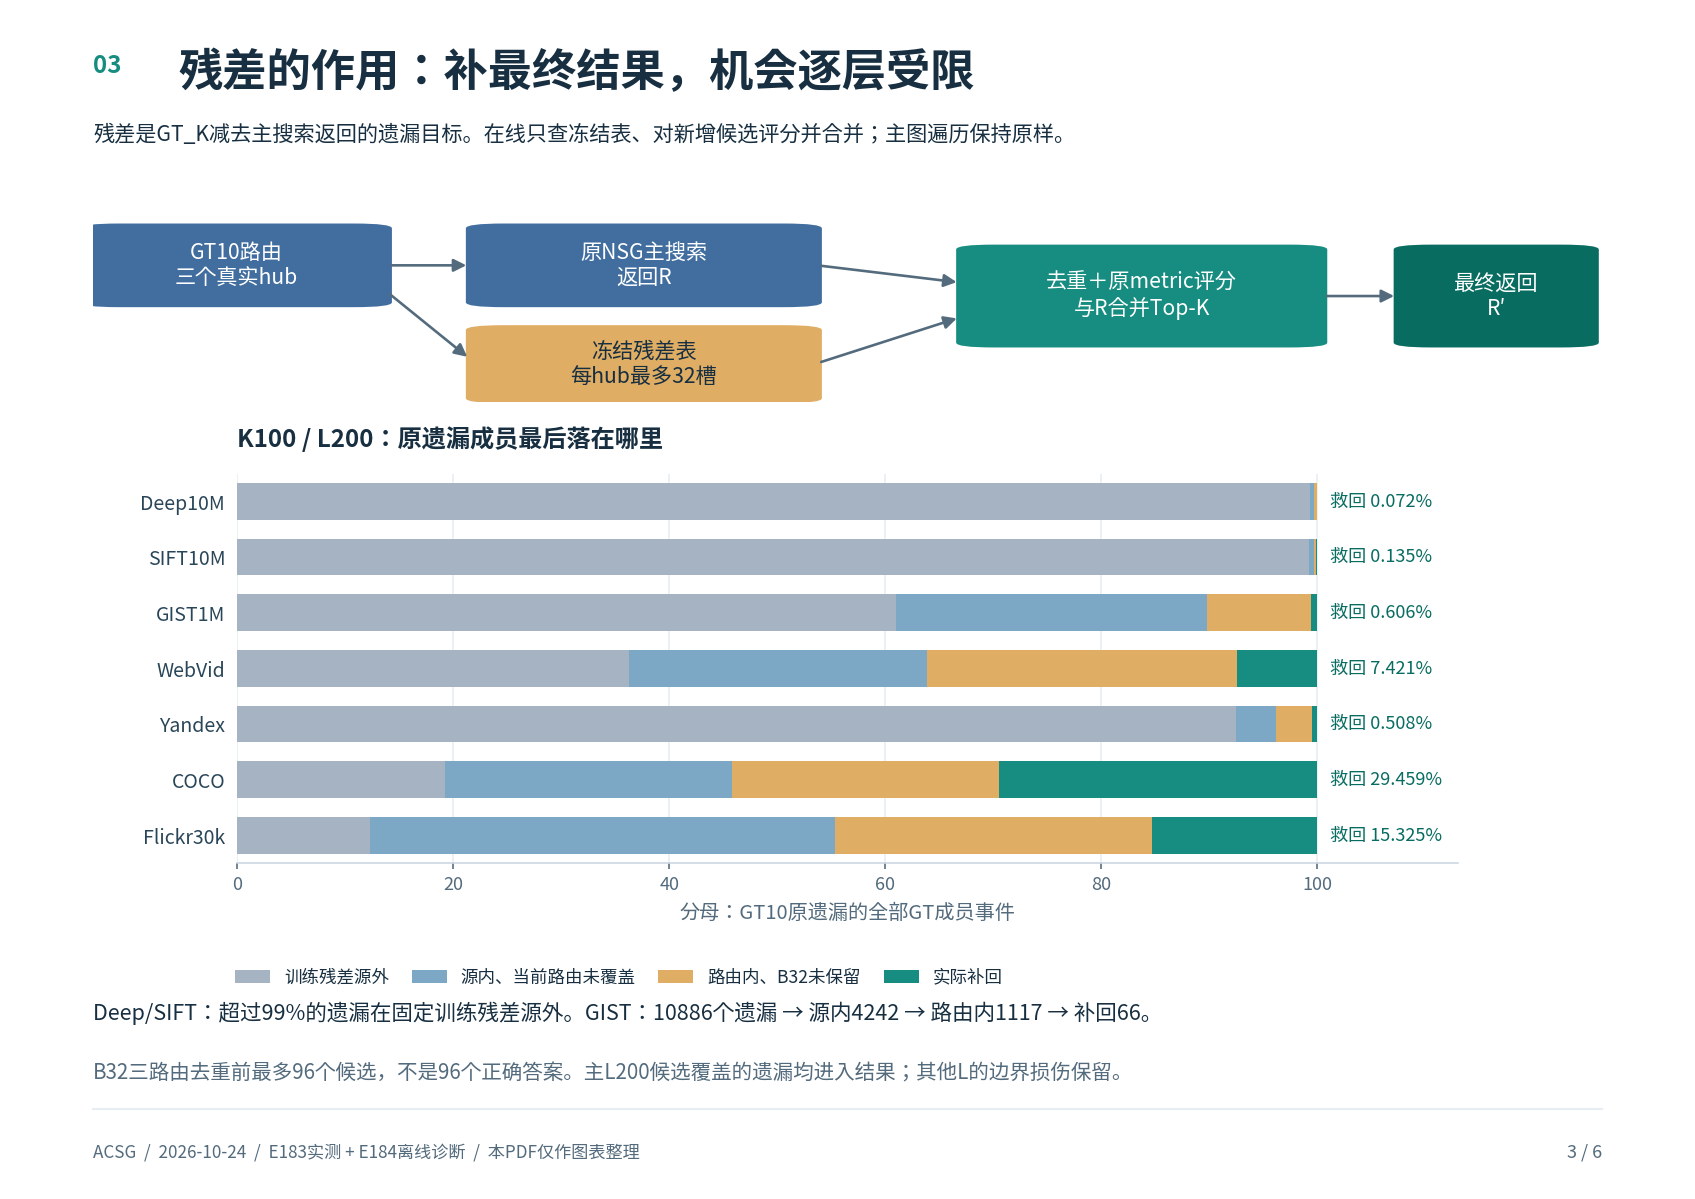 03
残差的作用：补最终结果，机会逐层受限
残差是GT_K减去主搜索返回的遗漏目标。在线只查冻结表、对新增候选评分并合并；主图遍历保持原样。
GT10路由
三个真实hub
原NSG主搜索
返回R
冻结残差表
每hub最多32槽
去重＋原metric评分
与R合并Top-K
最终返回
R′
K100 / L200：原遗漏成员最后落在哪里
Deep10M
救回 0.072%
SIFT10M
救回 0.135%
GIST1M
救回 0.606%
WebVid
救回 7.421%
Yandex
救回 0.508%
COCO
救回 29.459%
Flickr30k
救回 15.325%
0 20 40 60 80 100
分母：GT10原遗漏的全部GT成员事件
训练残差源外 源内、当前路由未覆盖 路由内、B32未保留 实际补回
Deep/SIFT：超过99%的遗漏在固定训练残差源外。GIST：10886个遗漏 → 源内4242 → 路由内1117 → 补回66。
B32三路由去重前最多96个候选，不是96个正确答案。主L200候选覆盖的遗漏均进入结果；其他L的边界损伤保留。
ACSG / 2026-10-24 / E183实测 + E184离线诊断 / 本PDF仅作图表整理
3 / 6